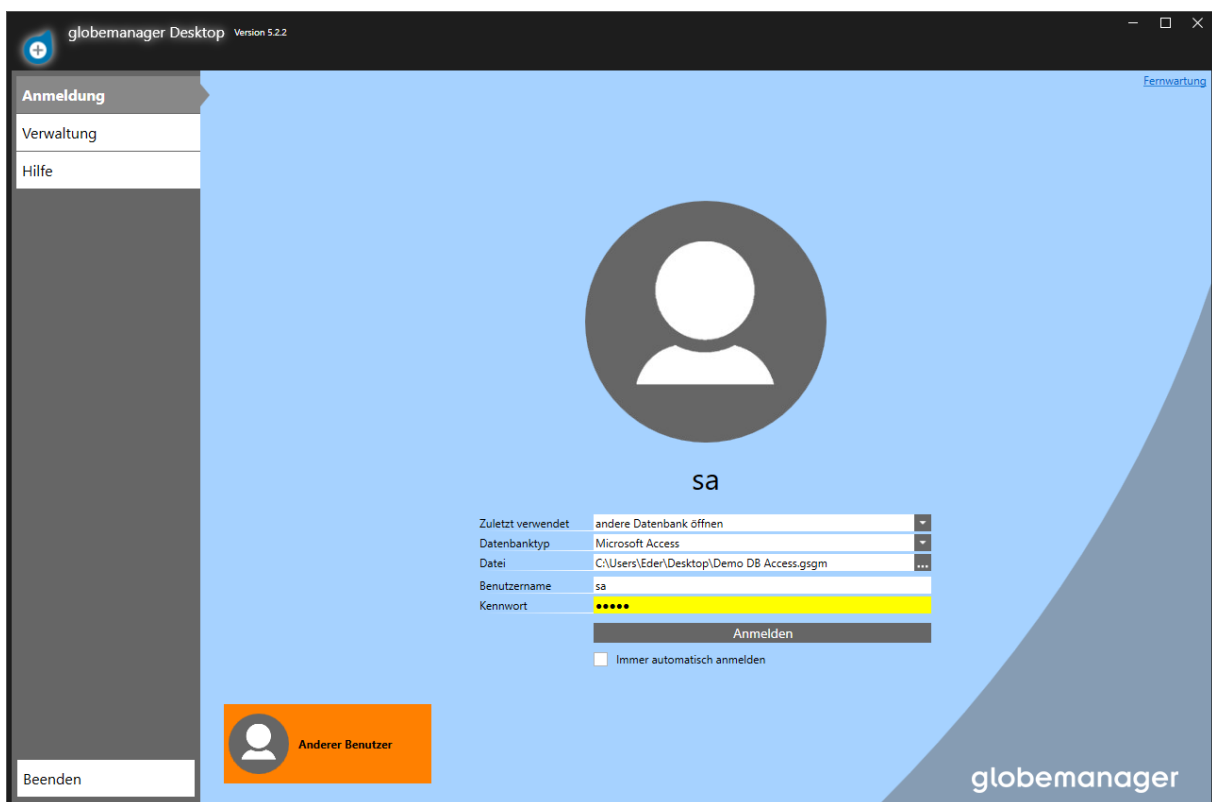 globemanager Desktop Version 5.2.2
Fernwartung
Anmeldung
Verwaltung
Hilfe
sa
Zuletzt verwendet andere Datenbank öffnen
Datenbanktyp Microsoft Access
Datei C:\Users\Eder\Desktop\Demo DB Access.gsgm ...
Benutzername sa
Kennwort •••••
Anmelden
Immer automatisch anmelden
Anderer Benutzer
Beenden
globemanager